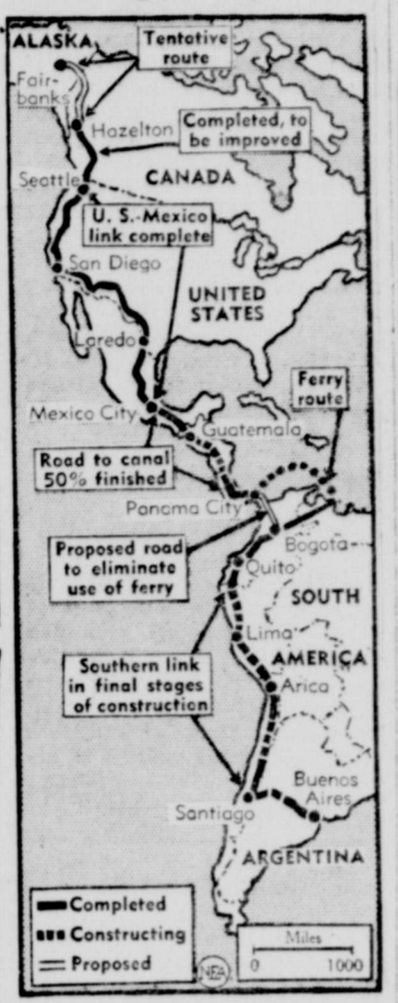 ALASKA
Tentative
route
Fair-
banks
Hazelton
Completed, to
be improved
Seattle
CANADA
U. S.-Mexico
link complete
San Diego
UNITED
STATES
Laredo
Ferry
route
Mexico City
Guatemala
Road to canal
50% finished
Panama City
Proposed road
to eliminate
use of ferry
Bogota
Quito
SOUTH
AMERICA
Lima
Southern link
in final stages
of construction
Arica
Buenos
Aires
Santiago
ARGENTINA
Completed
Constructing
Proposed
Miles
0 1000
NEA